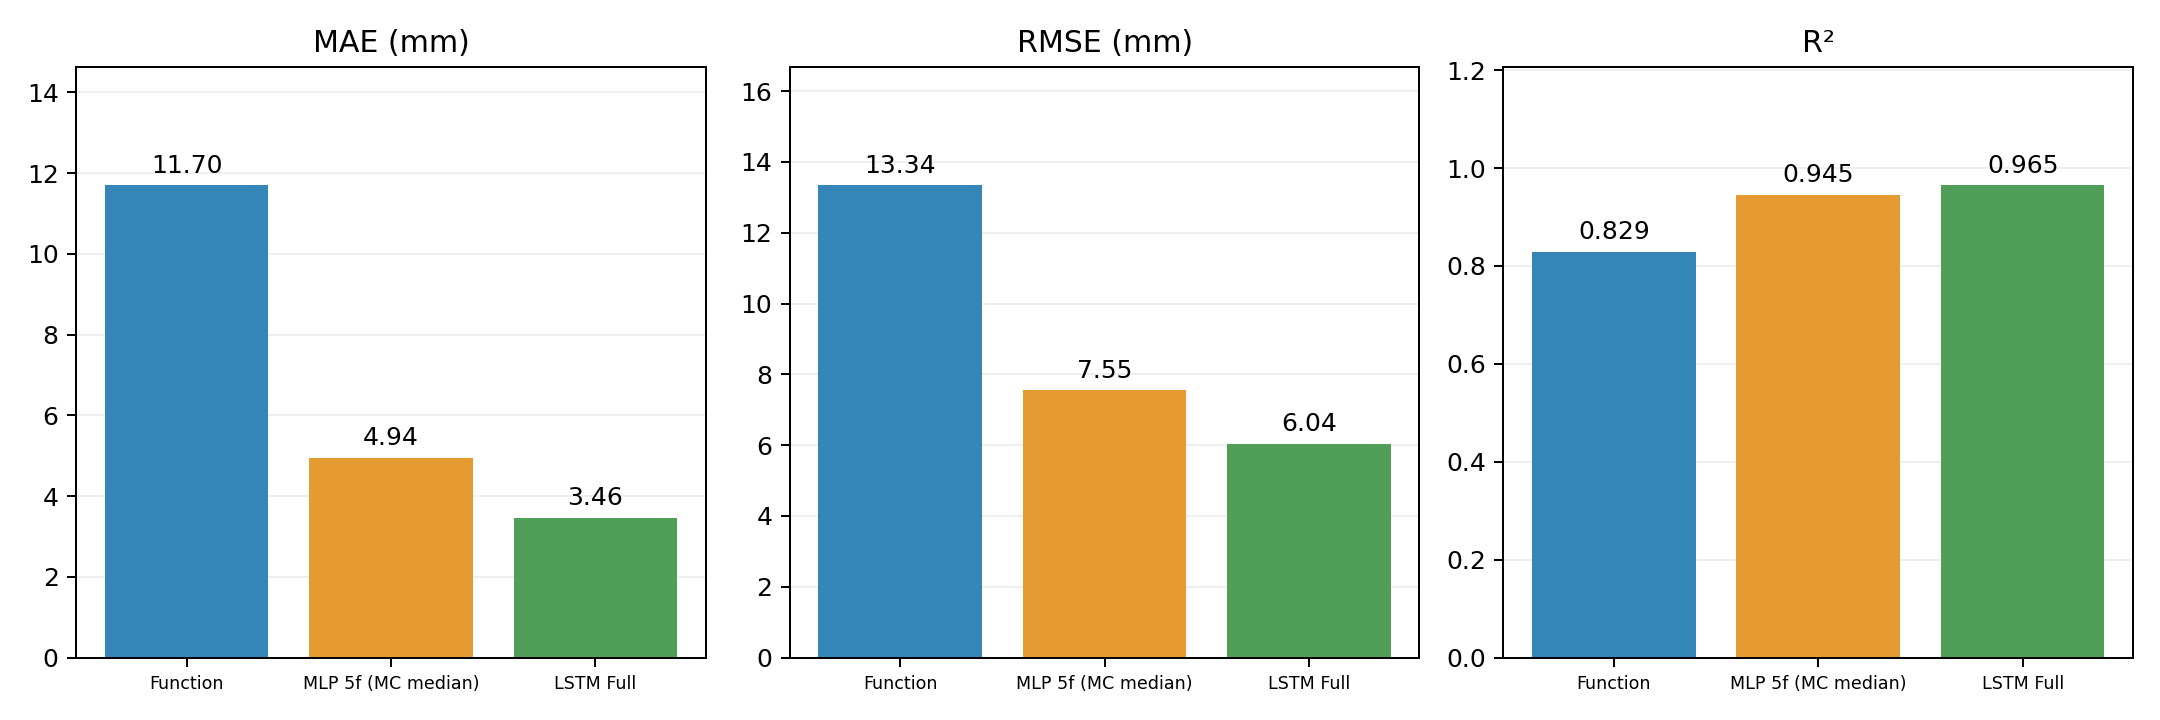 MAE (mm)
14
12
10
8
6
4
2
0
11.70
4.94
3.46
Function
MLP 5f (MC median)
LSTM Full
RMSE (mm)
16
14
12
10
8
6
4
2
0
13.34
7.55
6.04
Function
MLP 5f (MC median)
LSTM Full
R²
1.2
1.0
0.8
0.6
0.4
0.2
0.0
0.829
0.945
0.965
Function
MLP 5f (MC median)
LSTM Full